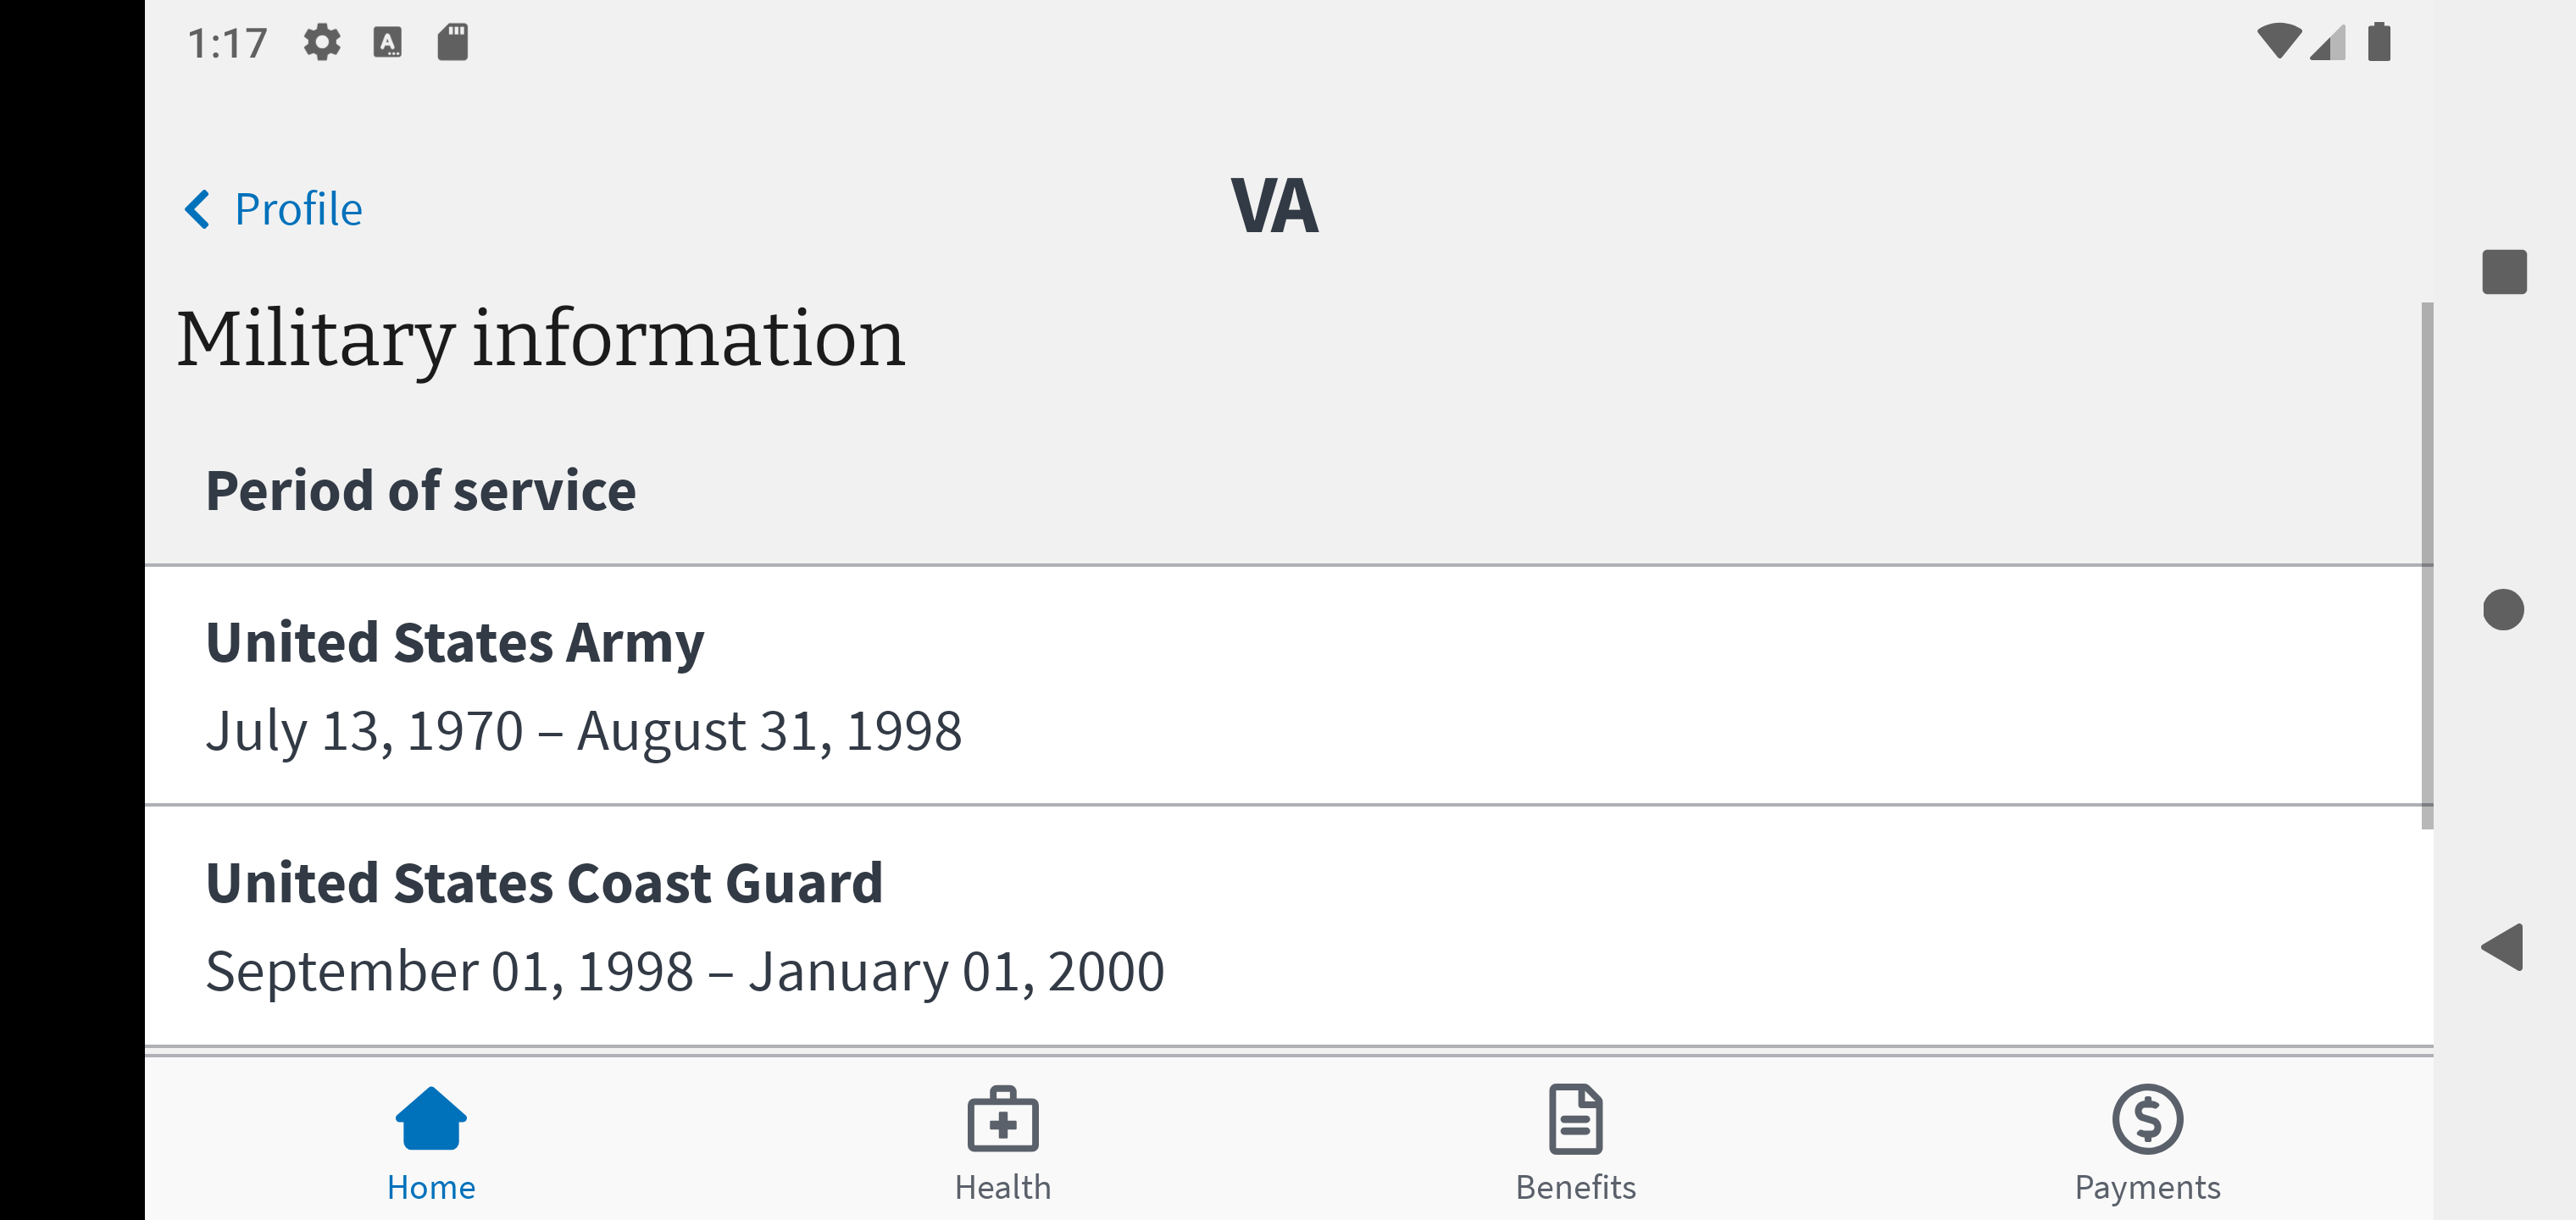 1:17
Profile
VA
Military information
Period of service
United States Army
July 13, 1970 – August 31, 1998
United States Coast Guard
September 01, 1998 – January 01, 2000
Home
Health
Benefits
Payments